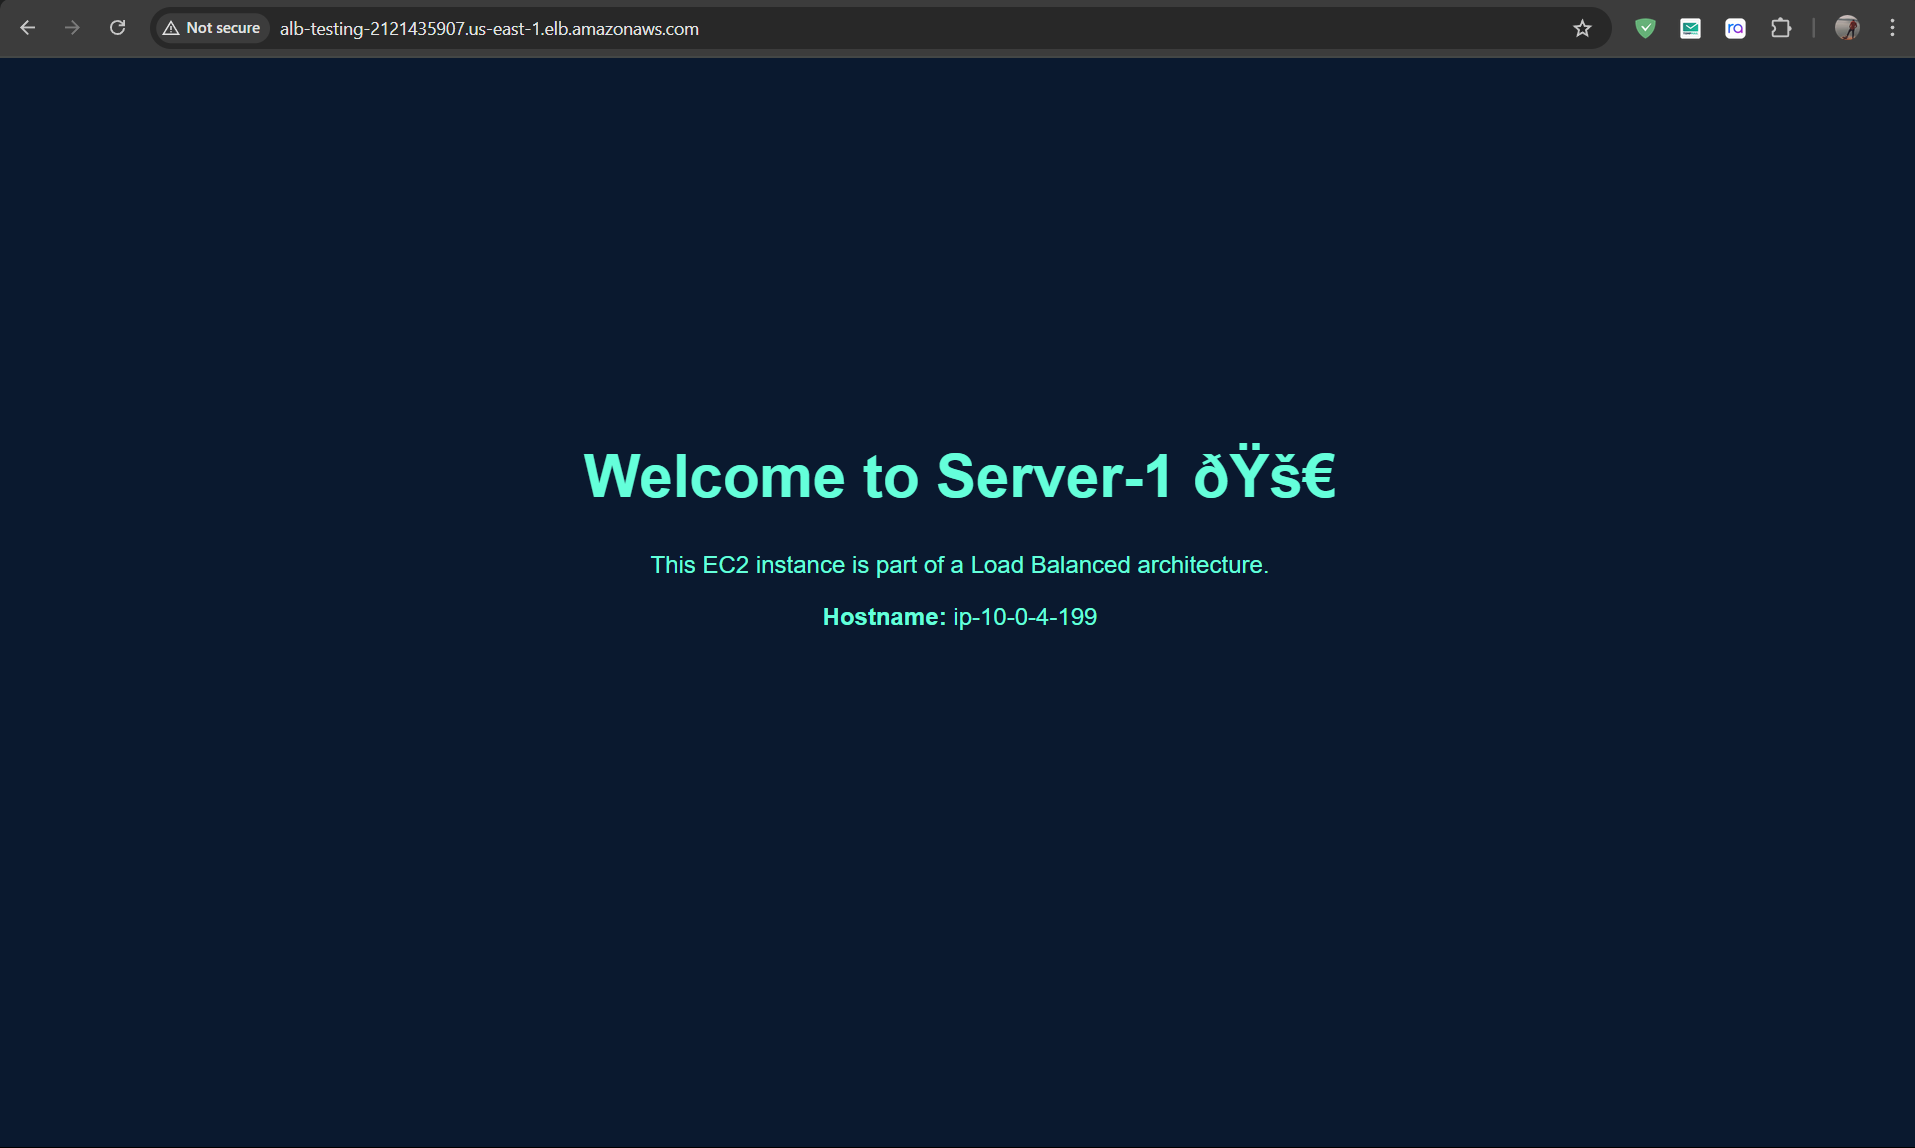 Not secure alb-testing-2121435907.us-east-1.elb.amazonaws.com
ra
Welcome to Server-1 ðŸš€
This EC2 instance is part of a Load Balanced architecture.
Hostname: ip-10-0-4-199